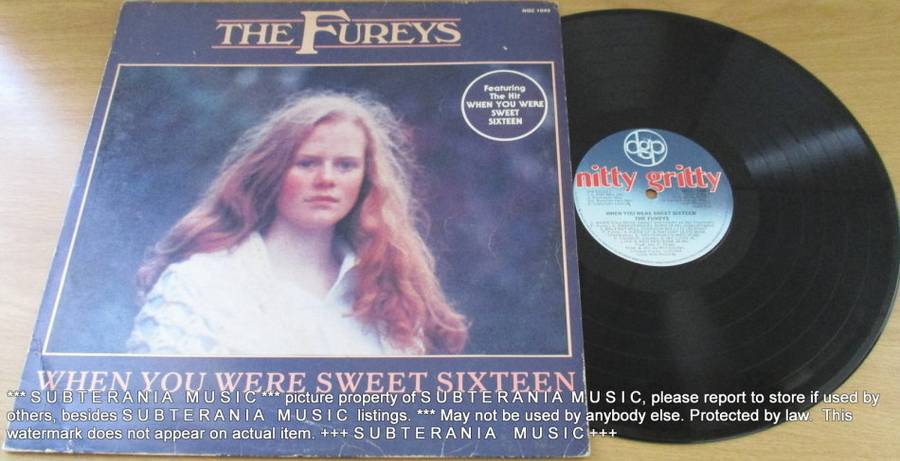 NGC 1045
THE FUREYS
Featuring
The Hit
WHEN YOU WERE
SWEET
SIXTEEN
dgp
nitty gritty
WHEN YOU WERE SWEET SIXTEEN
THE FUREYS
WHEN YOU WERE SWEET SIXTEEN
*** S U B T E R A N I A M U S I C *** picture property of S U B T E R A N I A M U S I C, please report to store if used by
others, besides S U B T E R A N I A M U S I C listings. *** May not be used by anybody else. Protected by law. This
watermark does not appear on actual item. +++ S U B T E R A N I A M U S I C +++